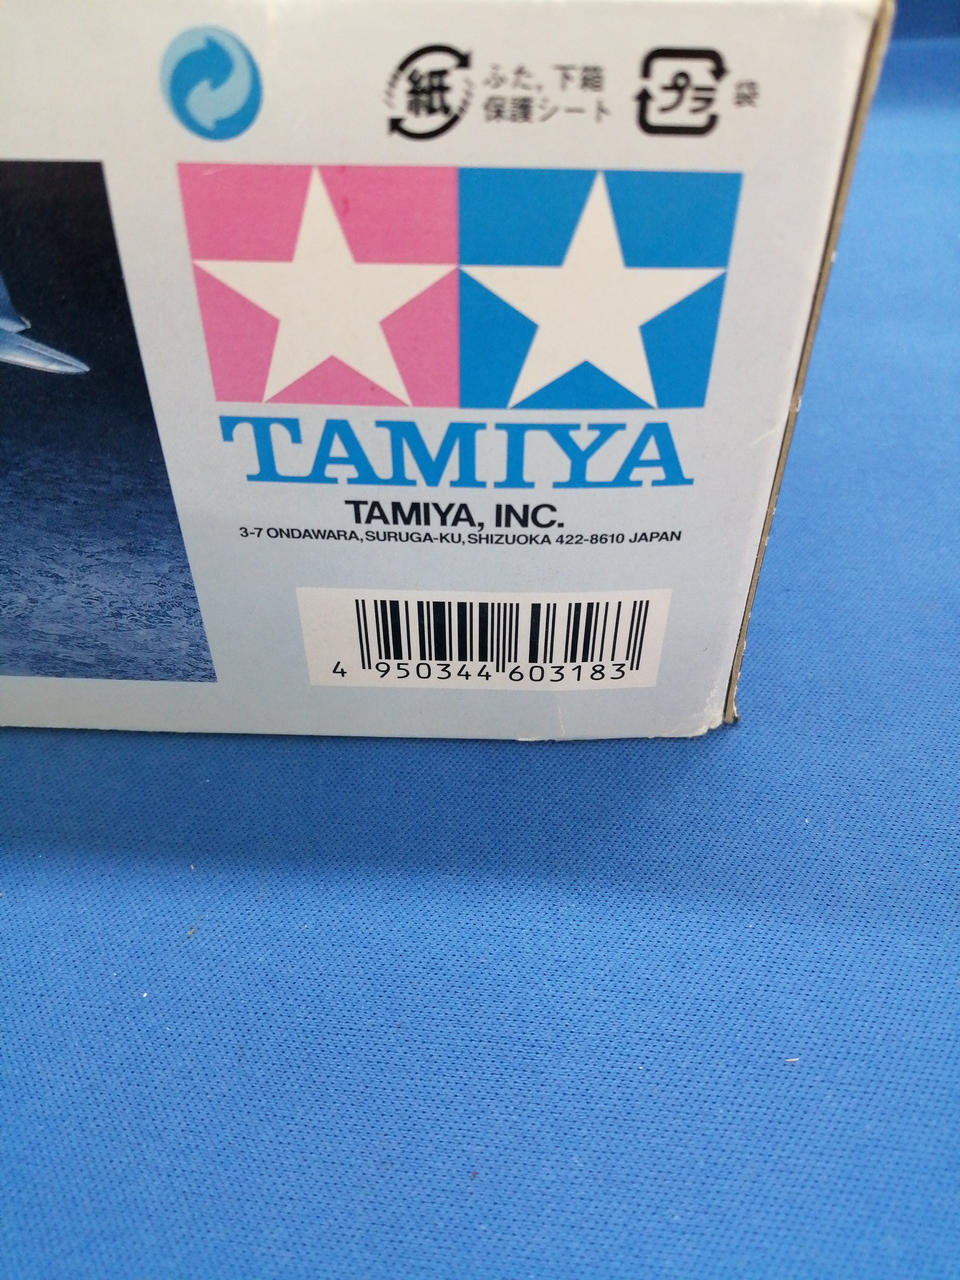 紙
ふた, 下箱
保護シート
プラ
袋
TAMIYA
TAMIYA, INC.
3-7 ONDAWARA, SURUGA-KU, SHIZUOKA 422-8610 JAPAN
4 950344 603183